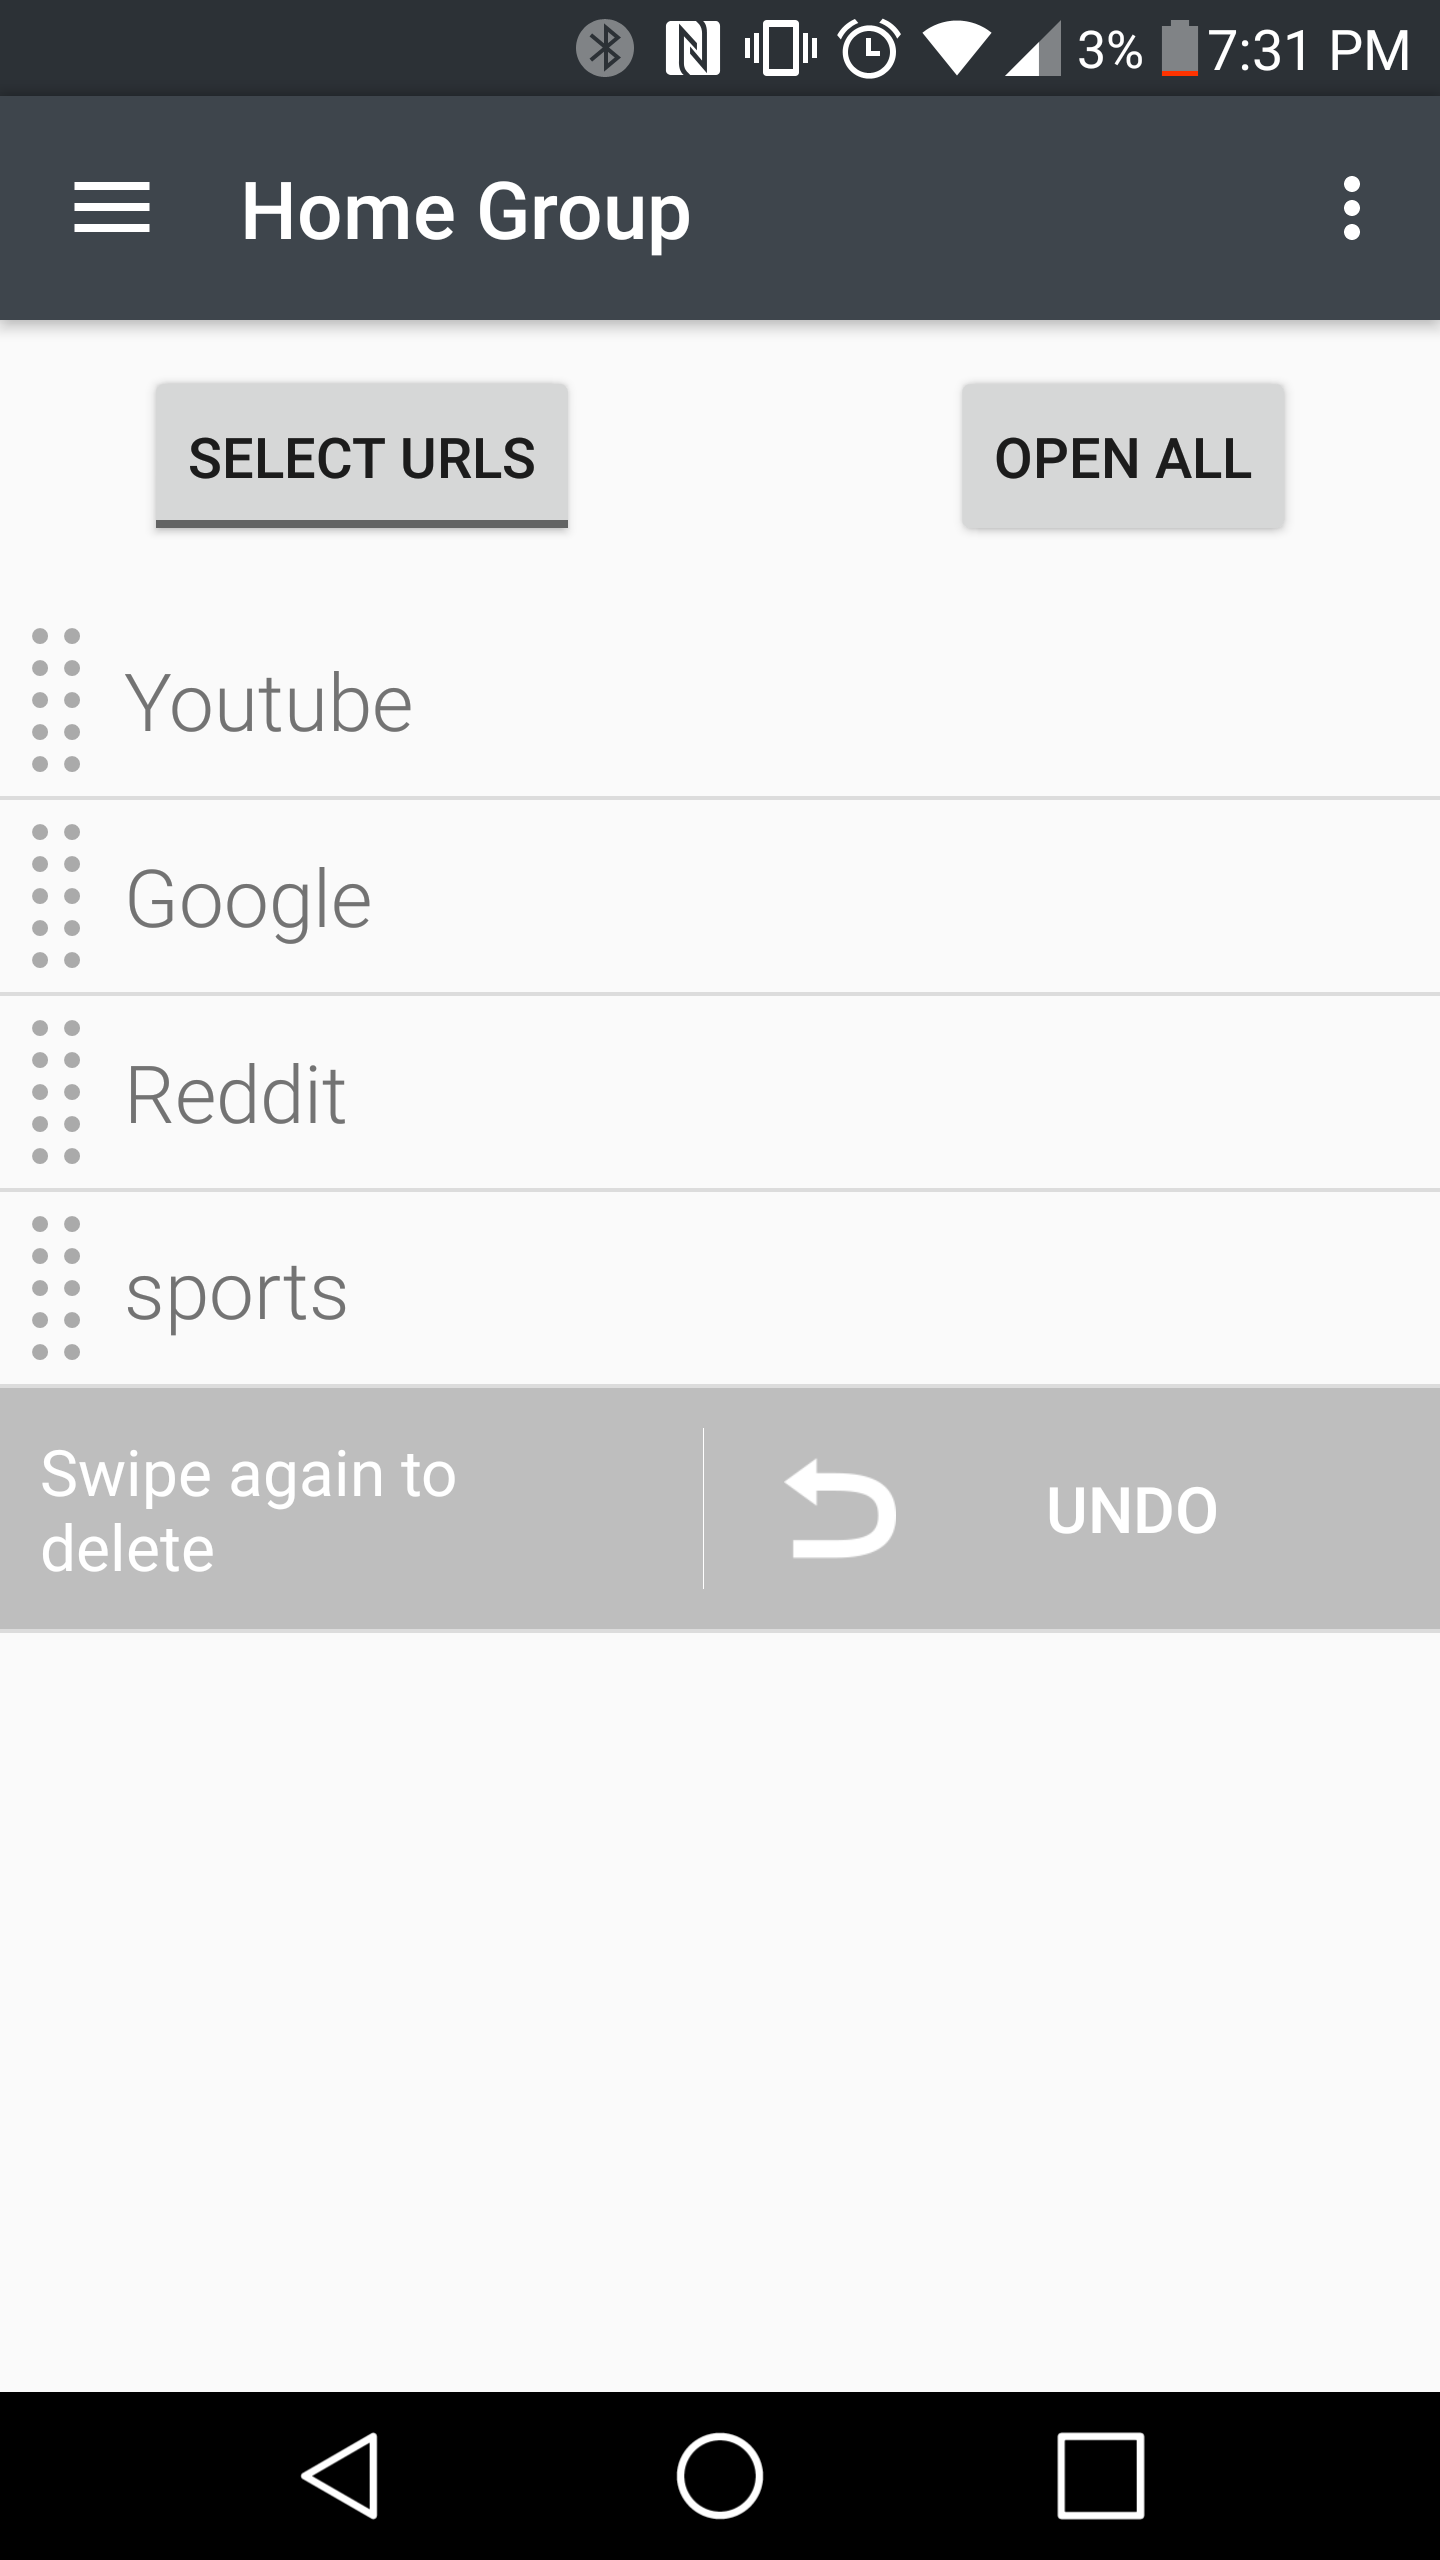 3% 7:31 PM
Home Group
SELECT URLS OPEN ALL
Youtube
Google
Reddit
sports
Swipe again to
delete
UNDO